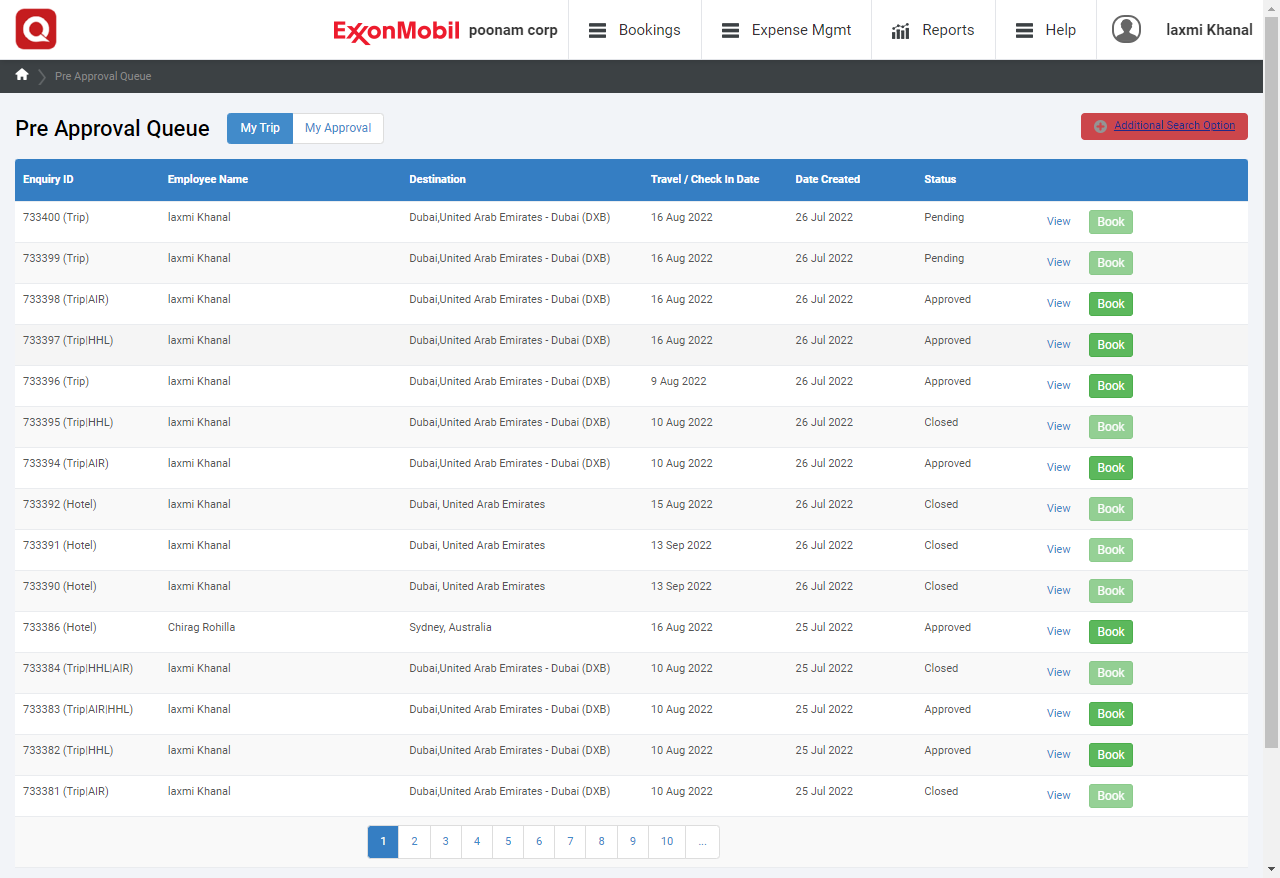 Q
ExxonMobil poonam corp Bookings Expense Mgmt Reports Help laxmi Khanal
Pre Approval Queue
Pre Approval Queue My Trip My Approval Additional Search Option
Enquiry ID Employee Name Destination Travel / Check In Date Date Created Status
733400 (Trip) laxmi Khanal Dubai,United Arab Emirates - Dubai (DXB) 16 Aug 2022 26 Jul 2022 Pending View Book
733399 (Trip) laxmi Khanal Dubai,United Arab Emirates - Dubai (DXB) 16 Aug 2022 26 Jul 2022 Pending View Book
733398 (Trip|AIR) laxmi Khanal Dubai,United Arab Emirates - Dubai (DXB) 16 Aug 2022 26 Jul 2022 Approved View Book
733397 (Trip|HHL) laxmi Khanal Dubai,United Arab Emirates - Dubai (DXB) 16 Aug 2022 26 Jul 2022 Approved View Book
733396 (Trip) laxmi Khanal Dubai,United Arab Emirates - Dubai (DXB) 9 Aug 2022 26 Jul 2022 Approved View Book
733395 (Trip|HHL) laxmi Khanal Dubai,United Arab Emirates - Dubai (DXB) 10 Aug 2022 26 Jul 2022 Closed View Book
733394 (Trip|AIR) laxmi Khanal Dubai,United Arab Emirates - Dubai (DXB) 10 Aug 2022 26 Jul 2022 Approved View Book
733392 (Hotel) laxmi Khanal Dubai, United Arab Emirates 15 Aug 2022 26 Jul 2022 Closed View Book
733391 (Hotel) laxmi Khanal Dubai, United Arab Emirates 13 Sep 2022 26 Jul 2022 Closed View Book
733390 (Hotel) laxmi Khanal Dubai, United Arab Emirates 13 Sep 2022 26 Jul 2022 Closed View Book
733386 (Hotel) Chirag Rohilla Sydney, Australia 16 Aug 2022 25 Jul 2022 Approved View Book
733384 (Trip|HHL|AIR) laxmi Khanal Dubai,United Arab Emirates - Dubai (DXB) 10 Aug 2022 25 Jul 2022 Closed View Book
733383 (Trip|AIR|HHL) laxmi Khanal Dubai,United Arab Emirates - Dubai (DXB) 10 Aug 2022 25 Jul 2022 Approved View Book
733382 (Trip|HHL) laxmi Khanal Dubai,United Arab Emirates - Dubai (DXB) 10 Aug 2022 25 Jul 2022 Approved View Book
733381 (Trip|AIR) laxmi Khanal Dubai,United Arab Emirates - Dubai (DXB) 10 Aug 2022 25 Jul 2022 Closed View Book
1 2 3 4 5 6 7 8 9 10 ...